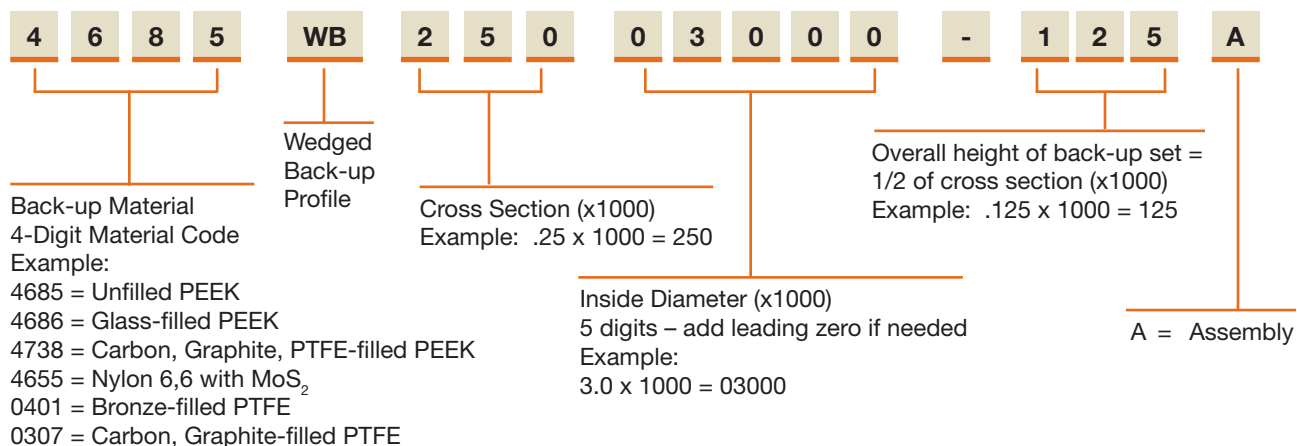 4 6 8 5 WB 2 5 0 0 3 0 0 0 - 1 2 5 A
Wedged
Back-up
Profile
Back-up Material
4-Digit Material Code
Example:
4685 = Unfilled PEEK
4686 = Glass-filled PEEK
4738 = Carbon, Graphite, PTFE-filled PEEK
4655 = Nylon 6,6 with MoS₂
0401 = Bronze-filled PTFE
0307 = Carbon, Graphite-filled PTFE
Cross Section (x1000)
Example: .25 x 1000 = 250
Inside Diameter (x1000)
5 digits – add leading zero if needed
Example:
3.0 x 1000 = 03000
Overall height of back-up set =
1/2 of cross section (x1000)
Example: .125 x 1000 = 125
A = Assembly